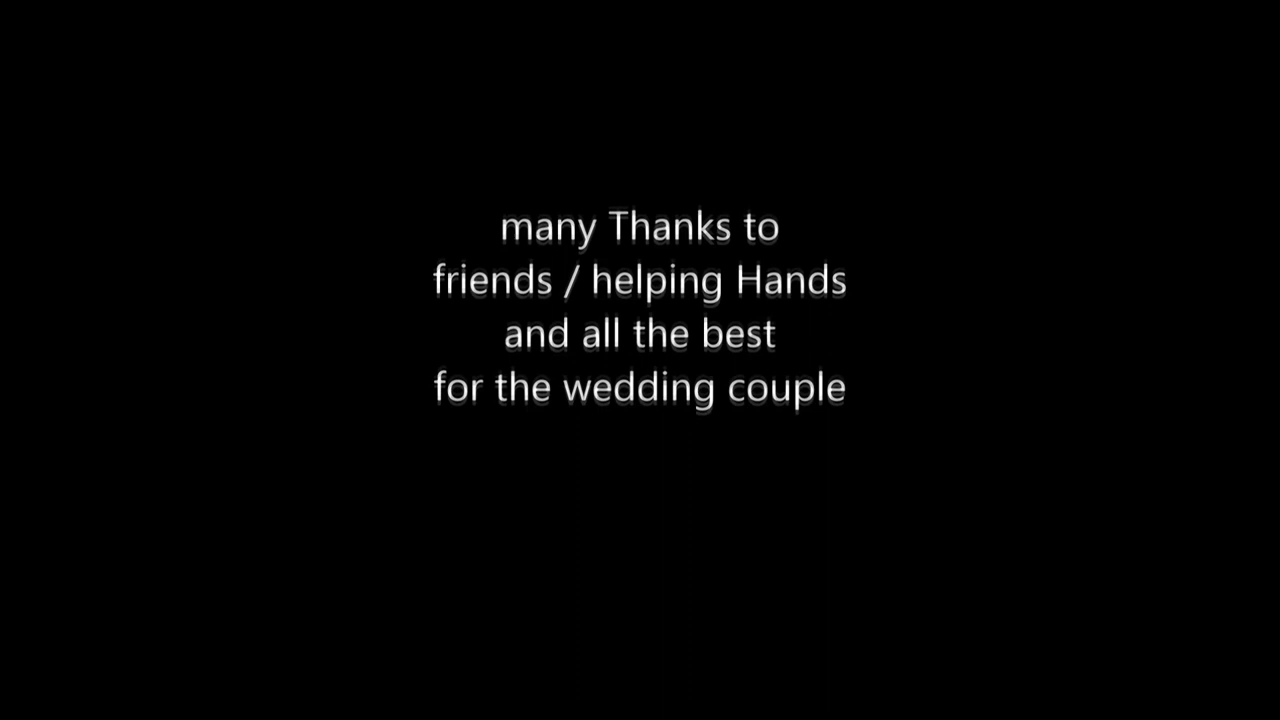 many Thanks to
friends / helping Hands
and all the best
for the wedding couple